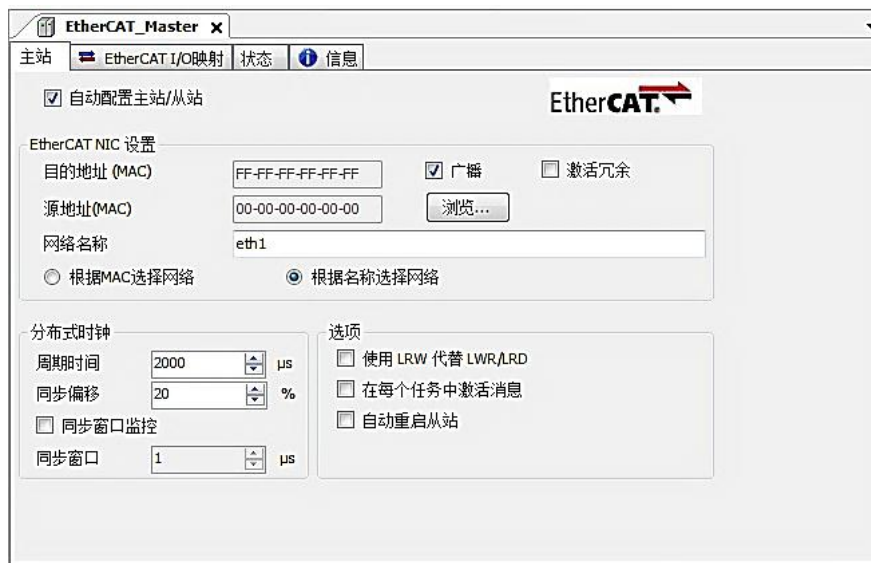 EtherCAT_Master
主站 EtherCAT I/O映射 状态 信息
自动配置主站/从站
EtherCAT.
EtherCAT NIC 设置
目的地址 (MAC) FF-FF-FF-FF-FF-FF 广播 激活冗余
源地址(MAC) 00-00-00-00-00-00 浏览...
网络名称 eth1
根据MAC选择网络 根据名称选择网络
分布式时钟 选项
周期时间 2000 µs 使用 LRW 代替 LWR/LRD
同步偏移 20 % 在每个任务中激活消息
同步窗口监控 自动重启从站
同步窗口 1 µs